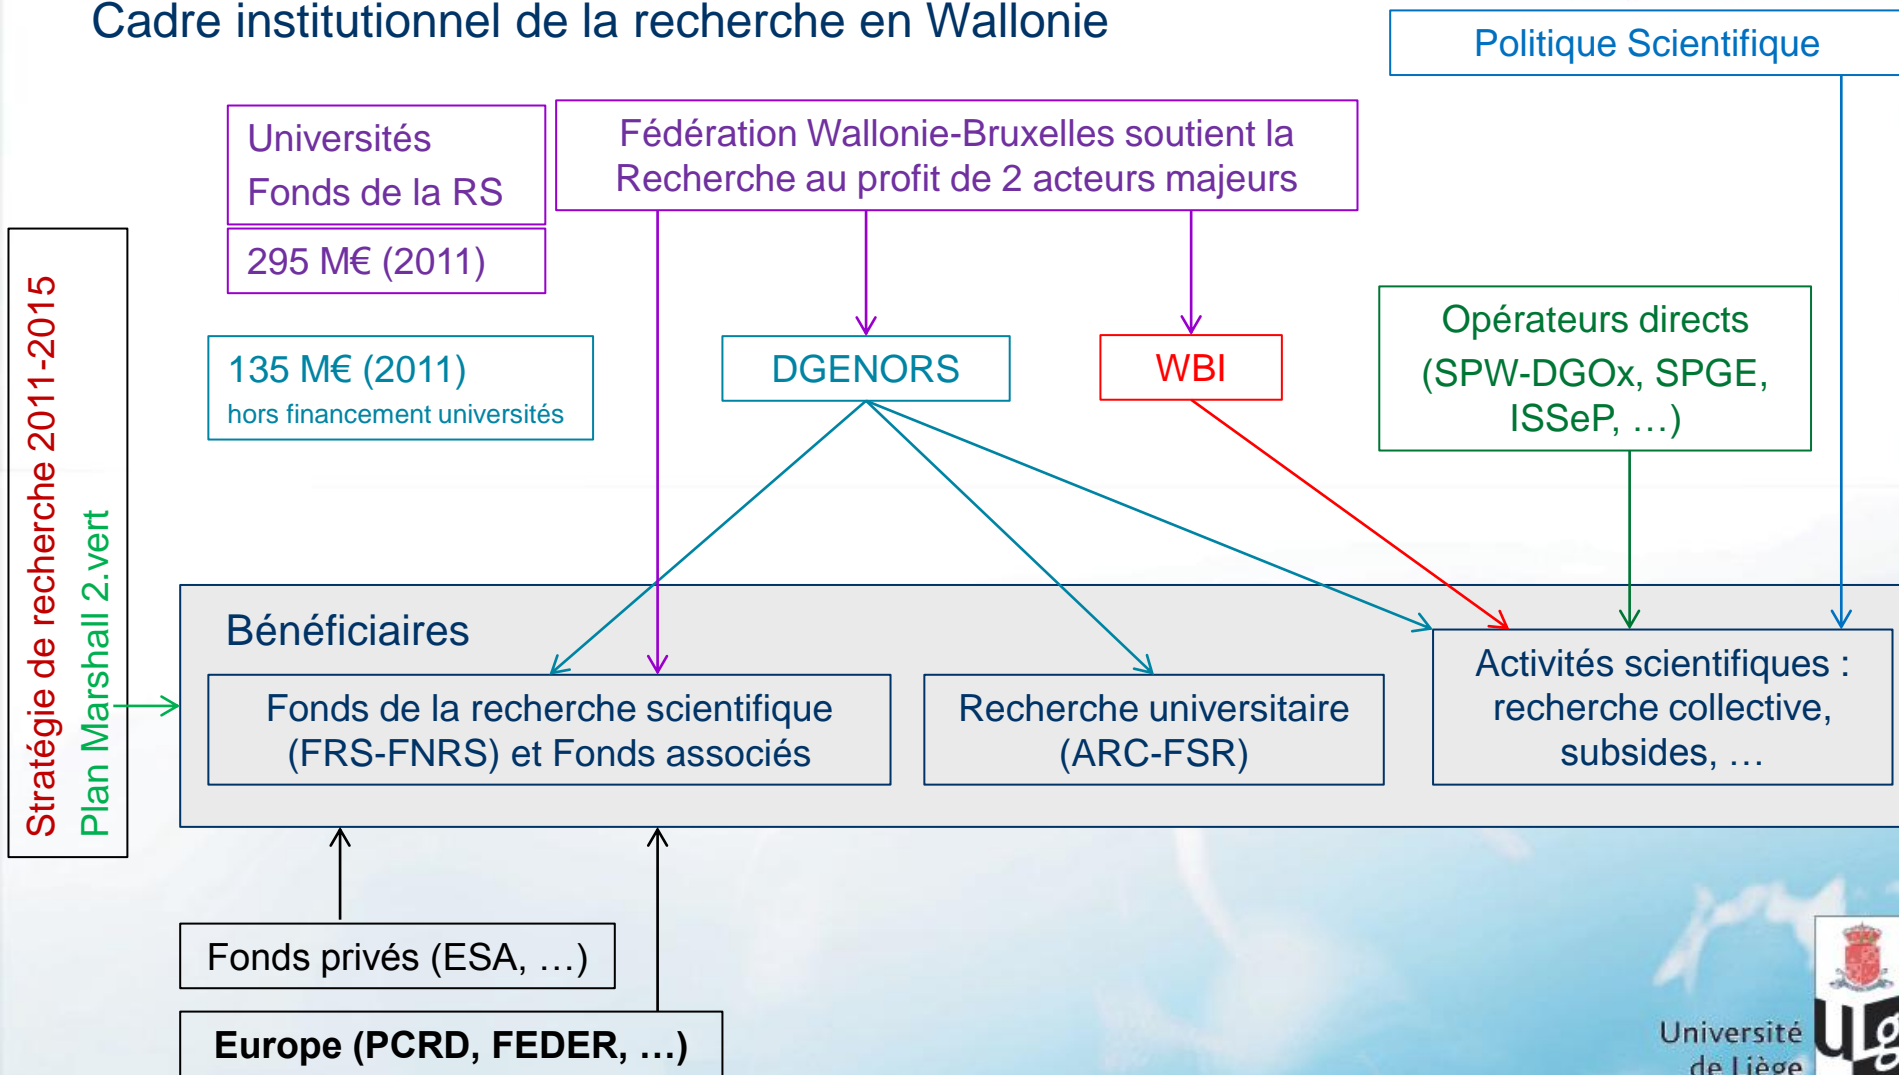 Cadre institutionnel de la recherche en Wallonie
Politique Scientifique
Universités
Fonds de la RS
295 M€ (2011)
Fédération Wallonie-Bruxelles soutient la
Recherche au profit de 2 acteurs majeurs
Stratégie de recherche 2011-2015
Plan Marshall 2.vert
135 M€ (2011)
hors financement universités
DGENORS
WBI
Opérateurs directs
(SPW-DGOx, SPGE,
ISSeP, …)
Bénéficiaires
Fonds de la recherche scientifique
(FRS-FNRS) et Fonds associés
Recherche universitaire
(ARC-FSR)
Activités scientifiques :
recherche collective,
subsides, …
Fonds privés (ESA, …)
Europe (PCRD, FEDER, …)
Université
de Liège
ULg